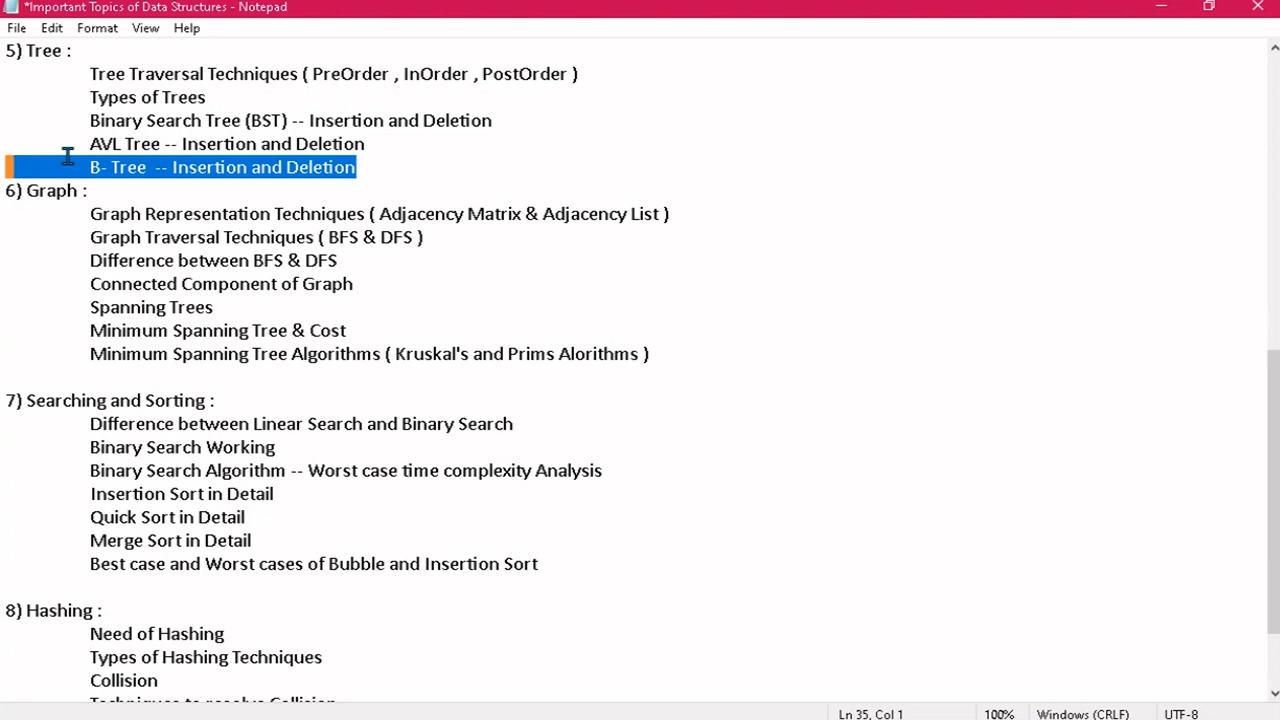 *Important Topics of Data Structures - Notepad
File Edit Format View Help
5) Tree :
Tree Traversal Techniques ( PreOrder , InOrder , PostOrder )
Types of Trees
Binary Search Tree (BST) -- Insertion and Deletion
AVL Tree -- Insertion and Deletion
B- Tree -- Insertion and Deletion
6) Graph :
Graph Representation Techniques ( Adjacency Matrix & Adjacency List )
Graph Traversal Techniques ( BFS & DFS )
Difference between BFS & DFS
Connected Component of Graph
Spanning Trees
Minimum Spanning Tree & Cost
Minimum Spanning Tree Algorithms ( Kruskal's and Prims Alorithms )
7) Searching and Sorting :
Difference between Linear Search and Binary Search
Binary Search Working
Binary Search Algorithm -- Worst case time complexity Analysis
Insertion Sort in Detail
Quick Sort in Detail
Merge Sort in Detail
Best case and Worst cases of Bubble and Insertion Sort
8) Hashing :
Need of Hashing
Types of Hashing Techniques
Collision
Techniques to resolve Collision
Ln 35, Col 1 100% Windows (CRLF) UTF-8